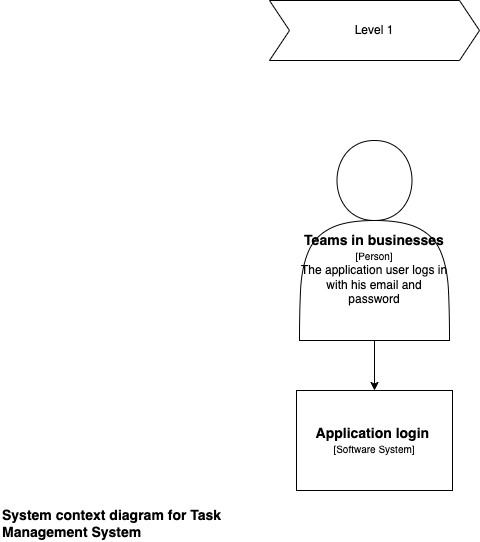 Level 1
Teams in businesses
[Person]
The application user logs in
with his email and
password
Application login
[Software System]
System context diagram for Task
Management System